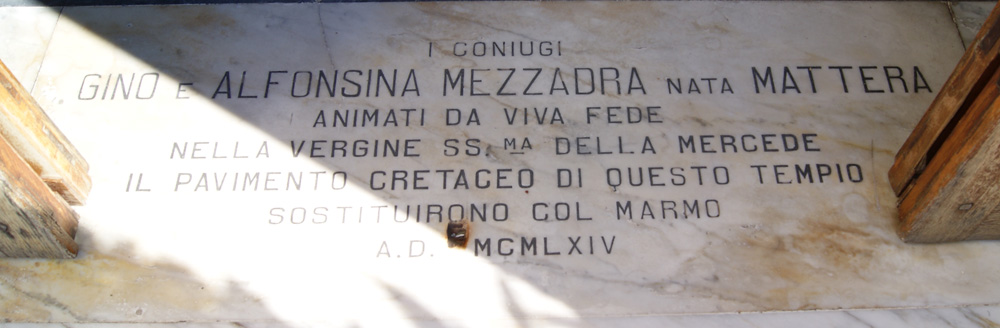 I CONIUGI
GINO E ALFONSINA MEZZADRA NATA MATTERA
ANIMATI DA VIVA FEDE
NELLA VERGINE SS. MA DELLA MERCEDE
IL PAVIMENTO CRETACEO DI QUESTO TEMPIO
SOSTITUIRONO COL MARMO
A.D. MCMLXIV